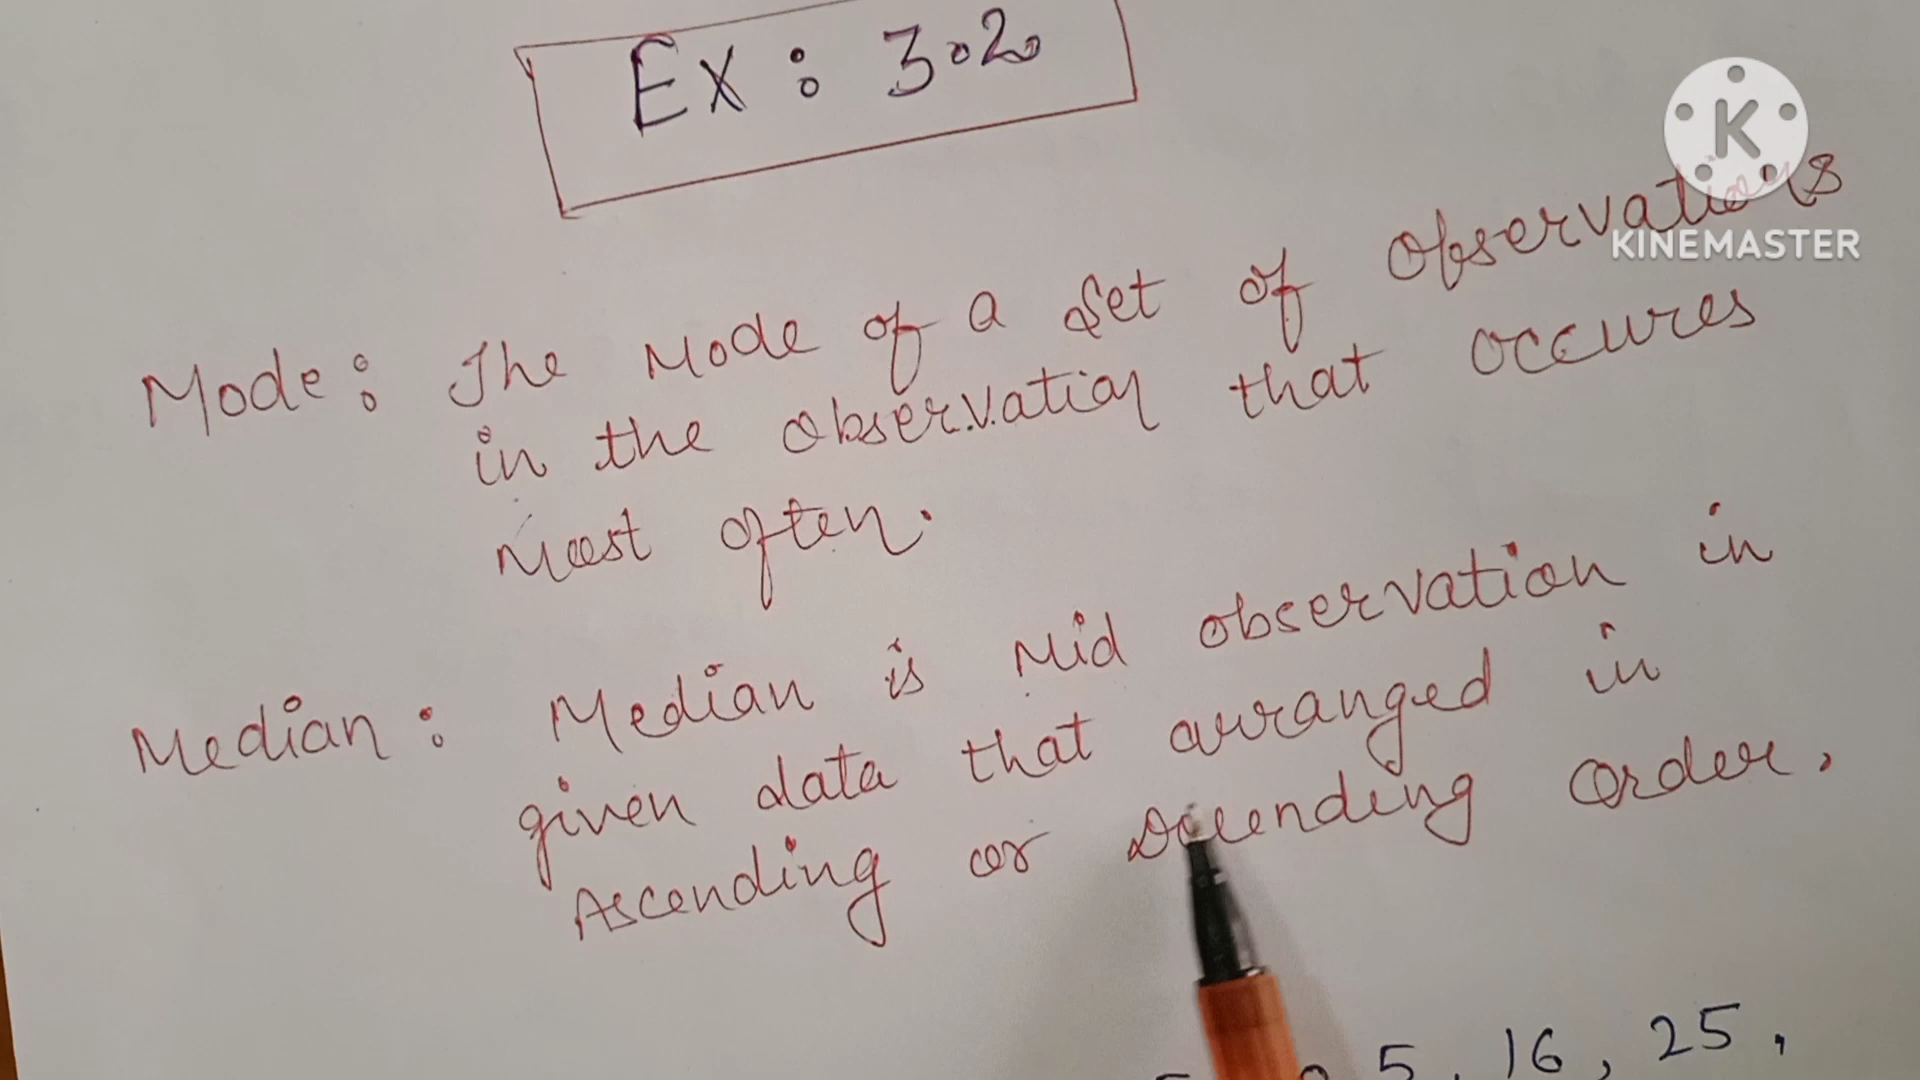 Ex : 3.2
K
KINEMASTER
Mode : The Mode of a Set of observations
in the observation that occures
Most often.
Median : Median is Mid observation in
given data that arranged in
Ascending or Decending order.
5, 16, 25,